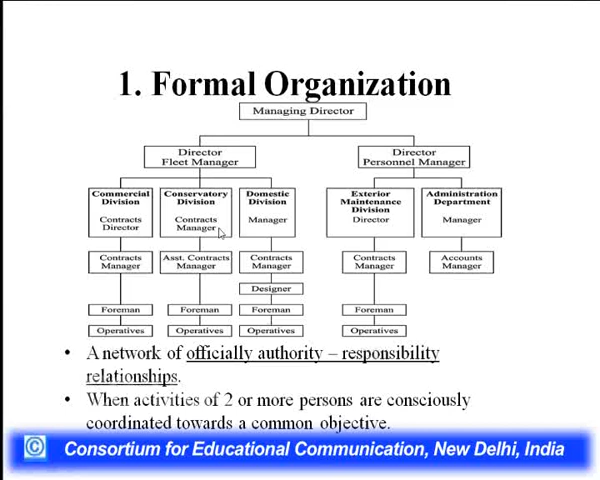 1. Formal Organization
Managing Director
Director
Fleet Manager
Director
Personnel Manager
Commercial
Division
Contracts
Director
Conservatory
Division
Contracts
Manager
Domestic
Division
Manager
Exterior
Maintenance
Division
Director
Administration
Department
Manager
Contracts
Manager
Asst. Contracts
Manager
Contracts
Manager
Contracts
Manager
Accounts
Manager
Designer
Foreman
Foreman
Foreman
Foreman
Operatives
Operatives
Operatives
Operatives
• A network of officially authority – responsibility
relationships.
• When activities of 2 or more persons are consciously
coordinated towards a common objective.
© Consortium for Educational Communication, New Delhi, India